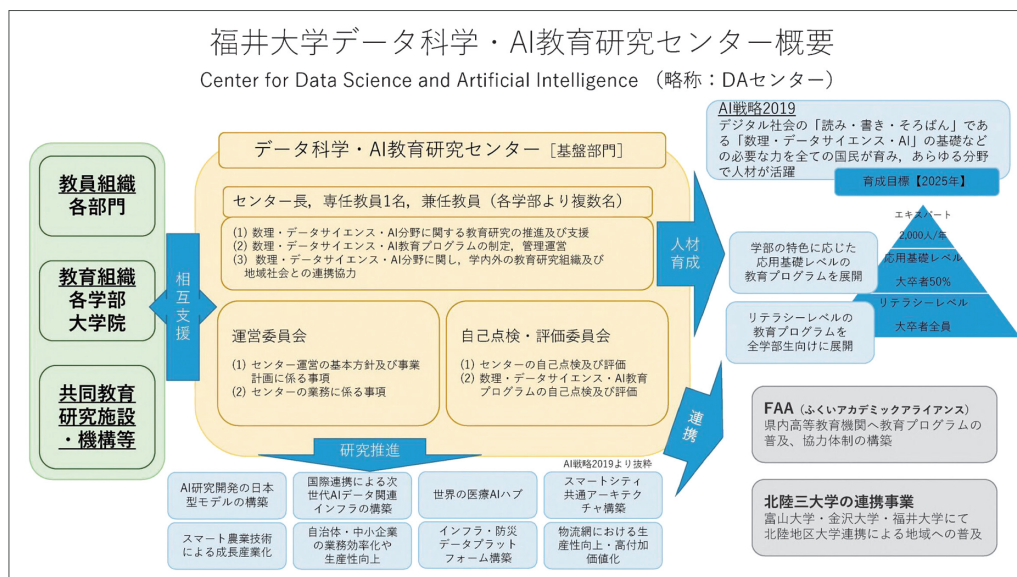 福井大学データ科学・AI教育研究センター概要
Center for Data Science and Artificial Intelligence （略称：DAセンター）
教員組織
各部門
教育組織
各学部
大学院
共同教育
研究施設
・機構等
相互支援
データ科学・AI教育研究センター［基盤部門］
センター長，専任教員1名，兼任教員（各学部より複数名）
(1) 数理・データサイエンス・AI分野に関する教育研究の推進及び支援
(2) 数理・データサイエンス・AI教育プログラムの制定，管理運営
(3) 数理・データサイエンス・AI分野に関し，学内外の教育研究組織及び
地域社会との連携協力
運営委員会
(1) センター運営の基本方針及び事業
計画に係る事項
(2) センターの業務に係る事項
自己点検・評価委員会
(1) センターの自己点検及び評価
(2) 数理・データサイエンス・AI教育
プログラムの自己点検及び評価
人材
育成
AI戦略2019
デジタル社会の「読み・書き・そろばん」であ
る「数理・データサイエンス・AI」の基礎など
の必要な力を全ての国民が育み，あらゆる分野
で人材が活躍
育成目標【2025年】
エキスパート
2,000人/年
応用基礎レベル
大卒者50%
リテラシーレベル
大卒者全員
学部の特色に応じた
応用基礎レベルの
教育プログラムを展開
リテラシーレベルの
教育プログラムを
全学部生向けに展開
連携
FAA（ふくいアカデミックアライアンス）
県内高等教育機関へ教育プログラムの
普及、協力体制の構築
北陸三大学の連携事業
富山大学・金沢大学・福井大学にて
北陸地区大学連携による地域への普及
研究推進
AI戦略2019より抜粋
AI研究開発の日本
型モデルの構築
国際連携による次
世代AIデータ関連
インフラの構築
世界の医療AIハブ
スマートシティ
共通アーキテク
チャ構築
スマート農業技術
による成長産業化
自治体・中小企業
の業務効率化や
生産性向上
インフラ・防災
データプラット
フォーム構築
物流網における生
産性向上・高付加
価値化